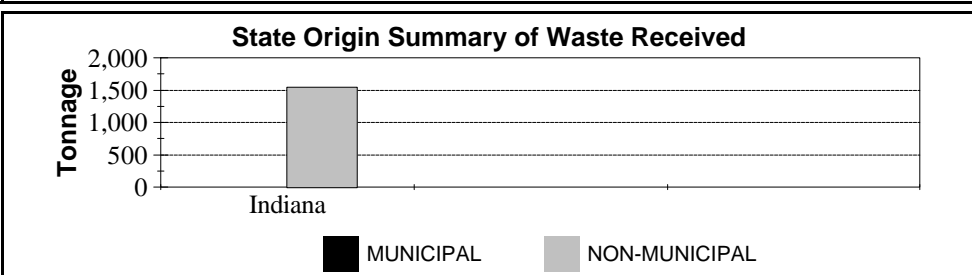 State Origin Summary of Waste Received
Tonnage
2,000
1,500
1,000
500
0
Indiana
MUNICIPAL NON-MUNICIPAL